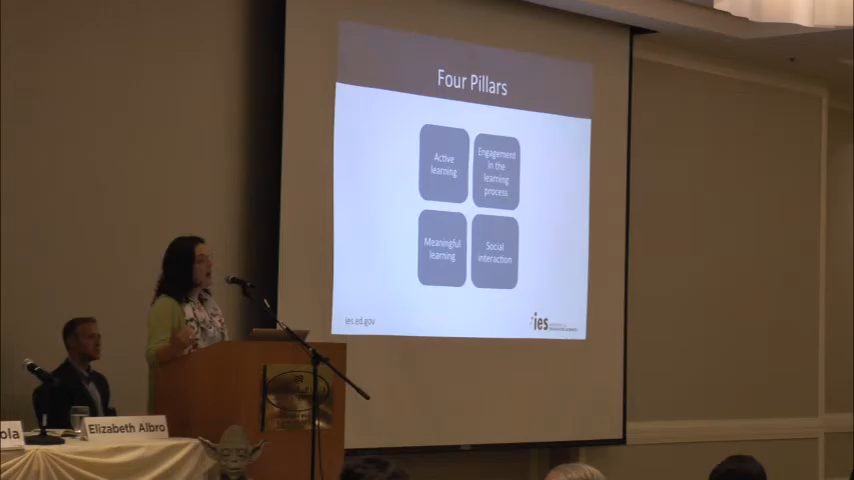 Four Pillars
Active
learning
Engagement
in the
learning
process
Meaningful
learning
Social
interaction
ies.ed.gov
ies
ola
Elizabeth Albro